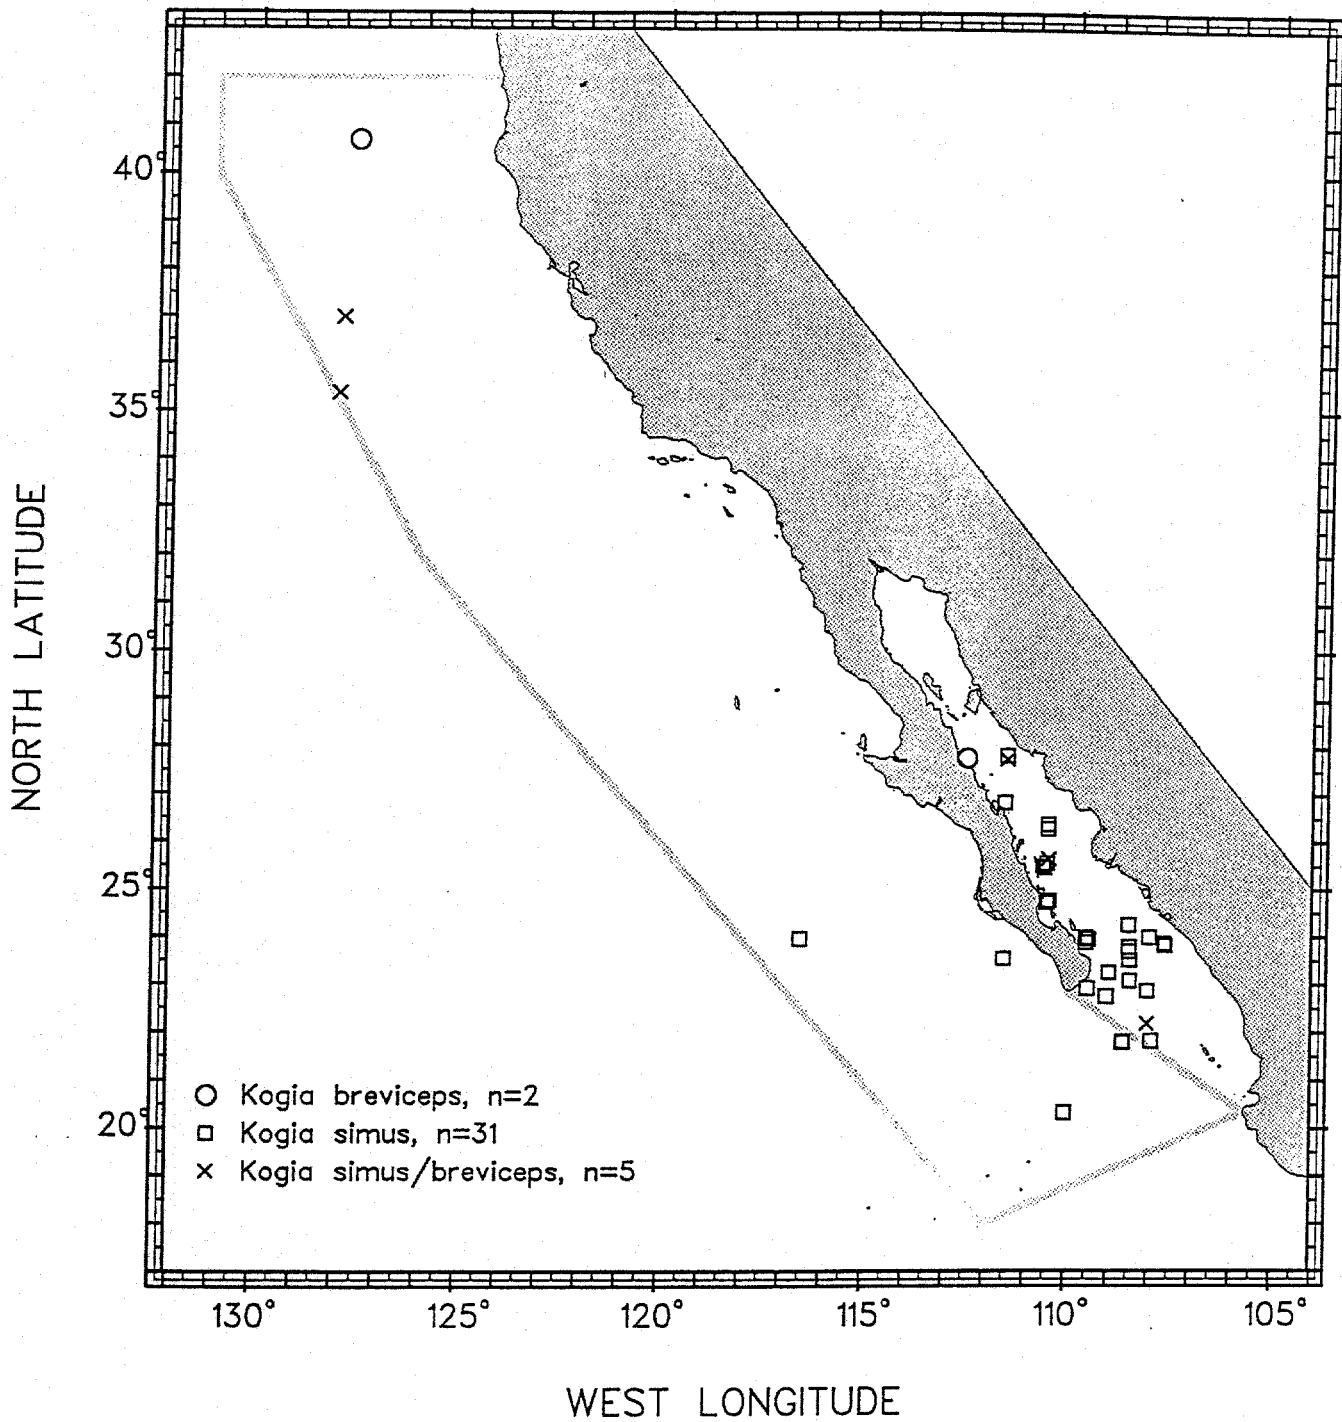 40°
35°
30°
25°
20°
NORTH LATITUDE
Kogia breviceps, n=2
Kogia simus, n=31
Kogia simus/breviceps, n=5
130° 125° 120° 115° 110° 105°
WEST LONGITUDE